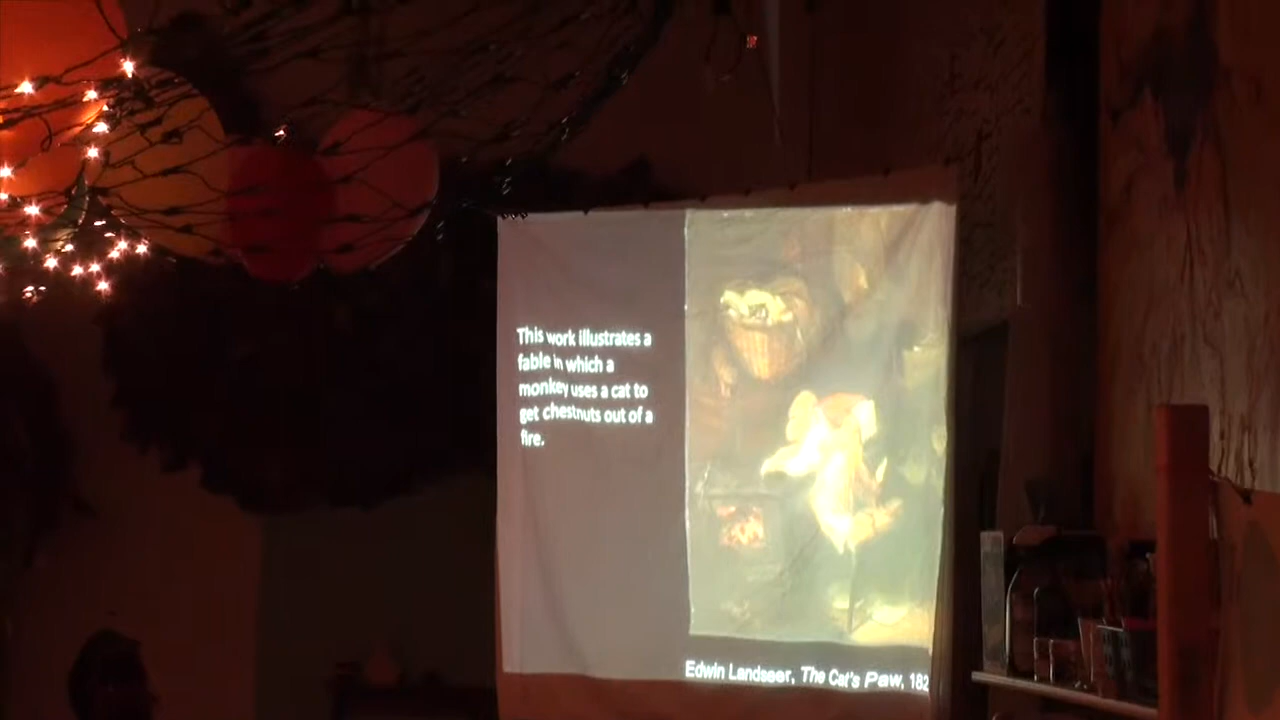 This work illustrates a
fable in which a
monkey uses a cat to
get chestnuts out of a
fire.
Edwin Landseer, The Cat's Paw, 182